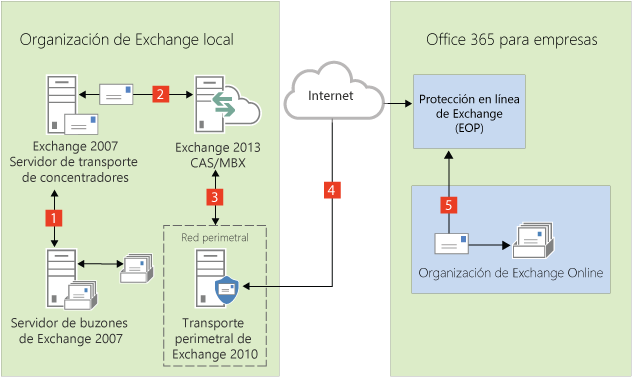 Organización de Exchange local
Office 365 para empresas
2
Exchange 2007
Servidor de transporte
de concentradores
Exchange 2013
CAS/MBX
Internet
Protección en línea
de Exchange
(EOP)
1
3
4
5
Red perimetral
Servidor de buzones
de Exchange 2007
Transporte
perimetral de
Exchange 2010
Organización de Exchange Online